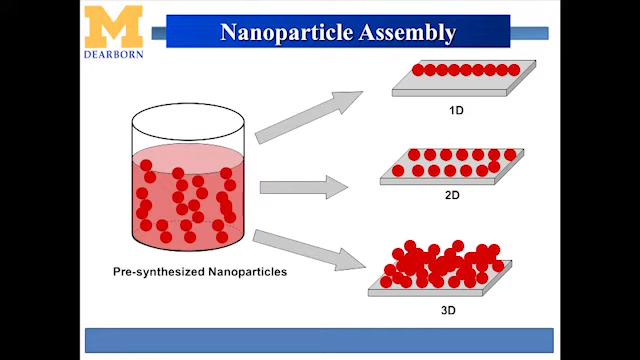 M
DEARBORN
Nanoparticle Assembly
1D
2D
Pre-synthesized Nanoparticles
3D